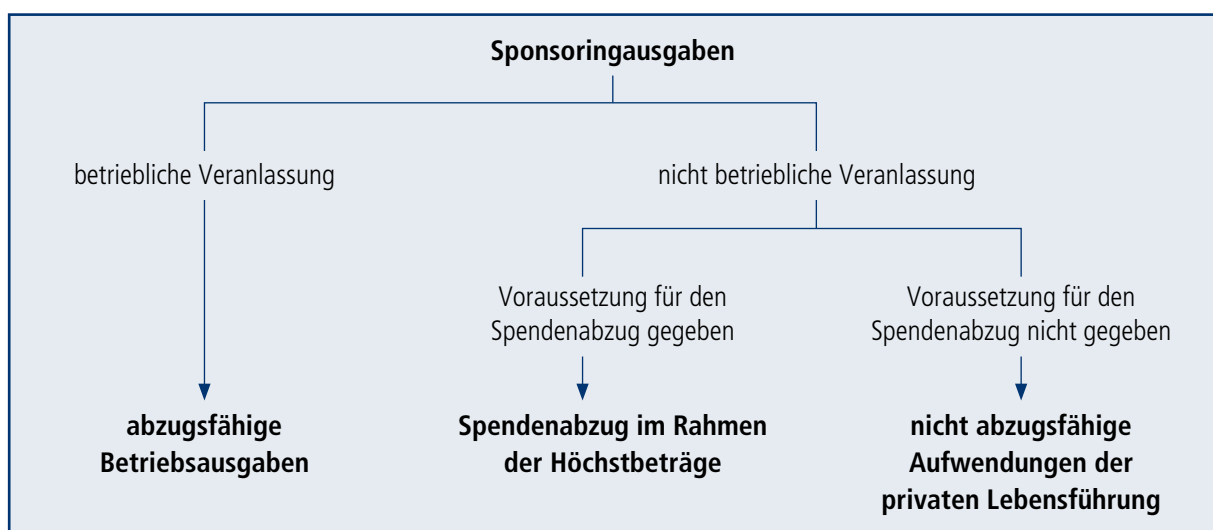 Sponsoringausgaben
betriebliche Veranlassung
nicht betriebliche Veranlassung
Voraussetzung für den
Spendenabzug gegeben
Voraussetzung für den
Spendenabzug nicht gegeben
abzugsfähige
Betriebsausgaben
Spendenabzug im Rahmen
der Höchstbeträge
nicht abzugsfähige
Aufwendungen der
privaten Lebensführung